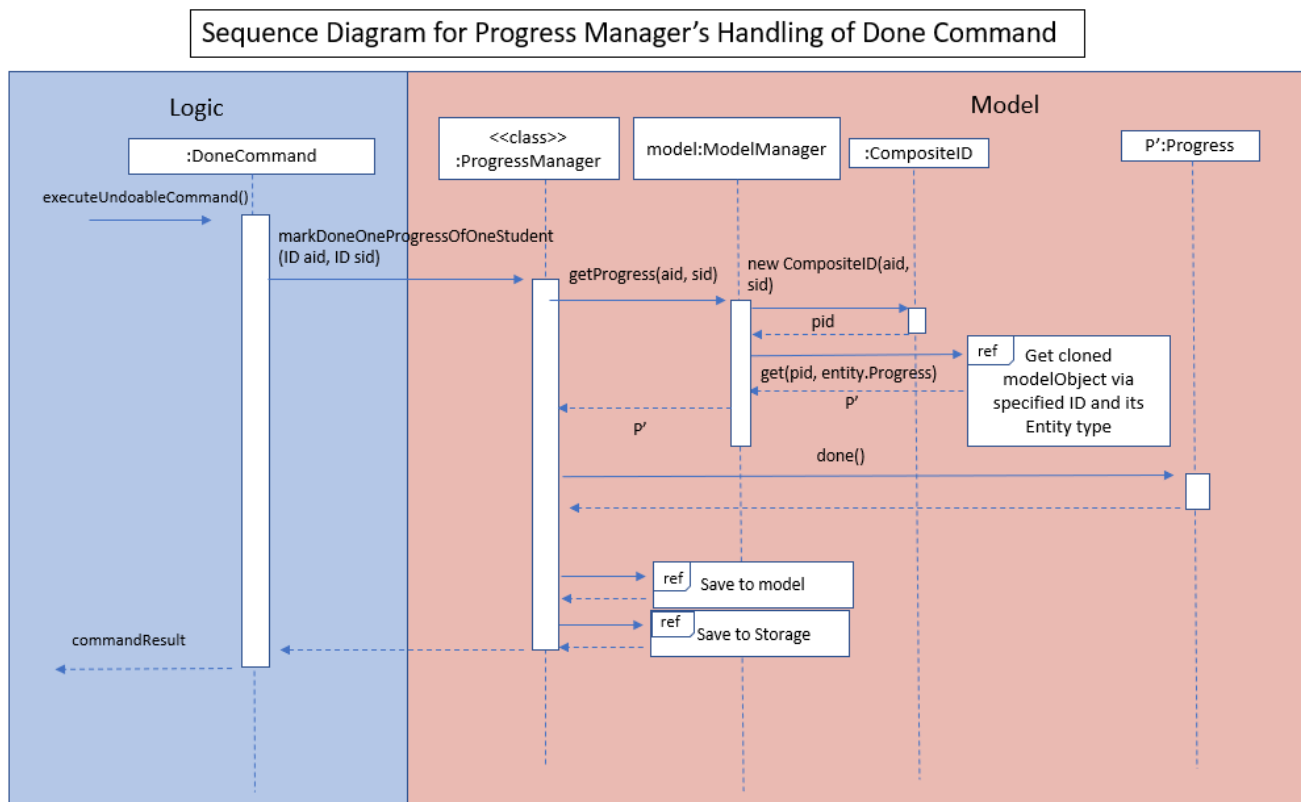 Sequence Diagram for Progress Manager’s Handling of Done Command
Logic
Model
:DoneCommand
<<class>>
:ProgressManager
model:ModelManager
:CompositeID
P’:Progress
executeUndoableCommand()
markDoneOneProgressOfOneStudent
(ID aid, ID sid)
getProgress(aid, sid)
new CompositeID(aid,
sid)
pid
ref
Get cloned
modelObject via
specified ID and its
Entity type
get(pid, entity.Progress)
P’
P’
done()
ref
Save to model
ref
Save to Storage
commandResult